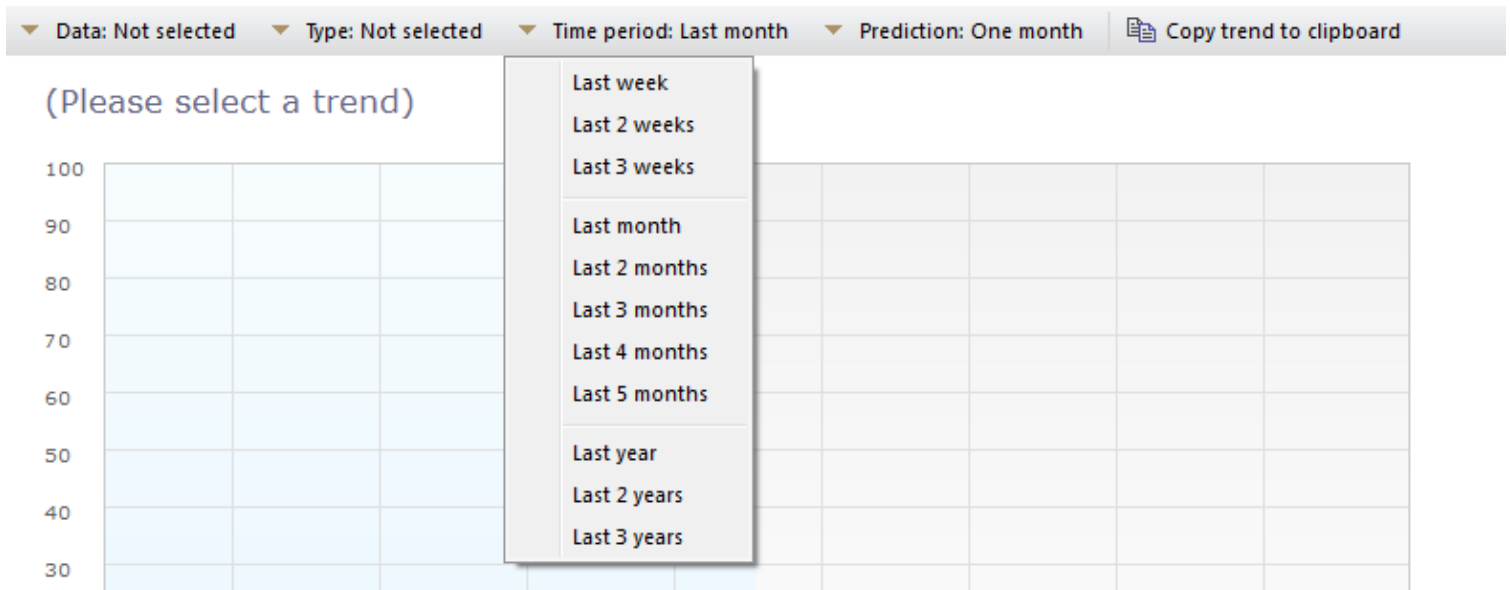 Data: Not selected Type: Not selected Time period: Last month Prediction: One month Copy trend to clipboard
(Please select a trend)
Last week
Last 2 weeks
Last 3 weeks
Last month
Last 2 months
Last 3 months
Last 4 months
Last 5 months
Last year
Last 2 years
Last 3 years
100
90
80
70
60
50
40
30